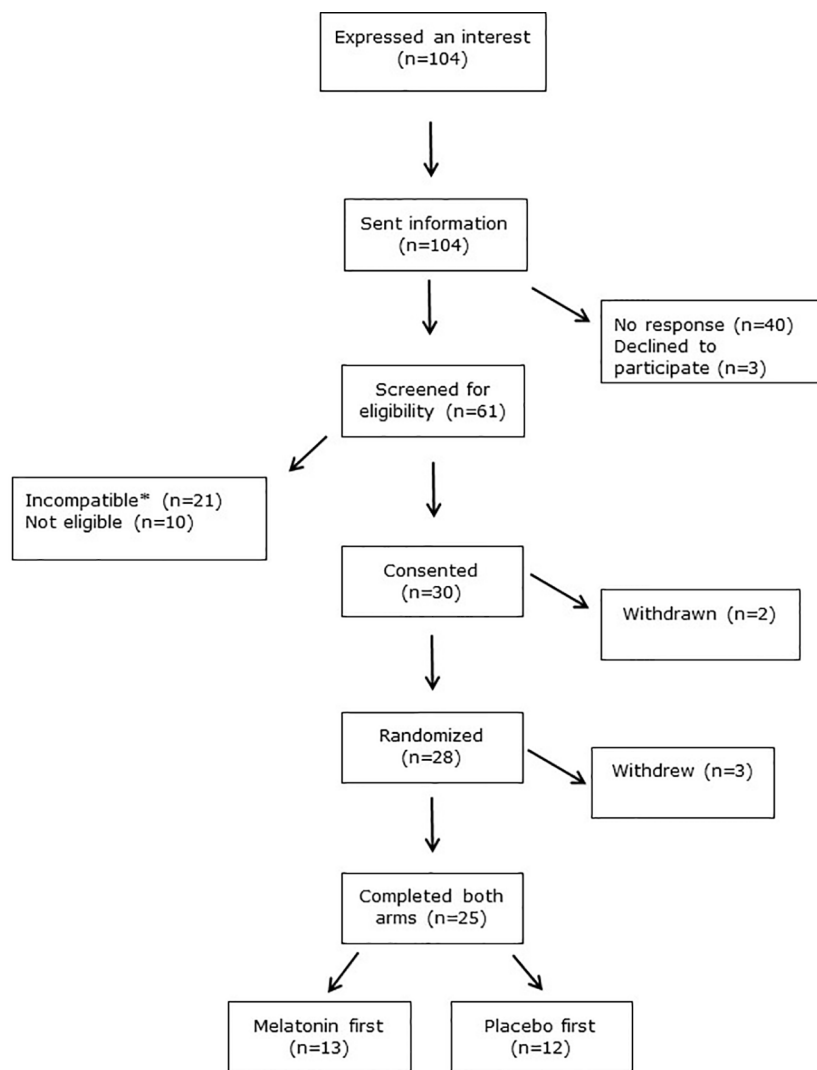 Expressed an interest
(n=104)
Sent information
(n=104)
No response (n=40)
Declined to
participate (n=3)
Screened for
eligibility (n=61)
Incompatible* (n=21)
Not eligible (n=10)
Consented
(n=30)
Withdrawn (n=2)
Randomized
(n=28)
Withdrew (n=3)
Completed both
arms (n=25)
Melatonin first
(n=13)
Placebo first
(n=12)